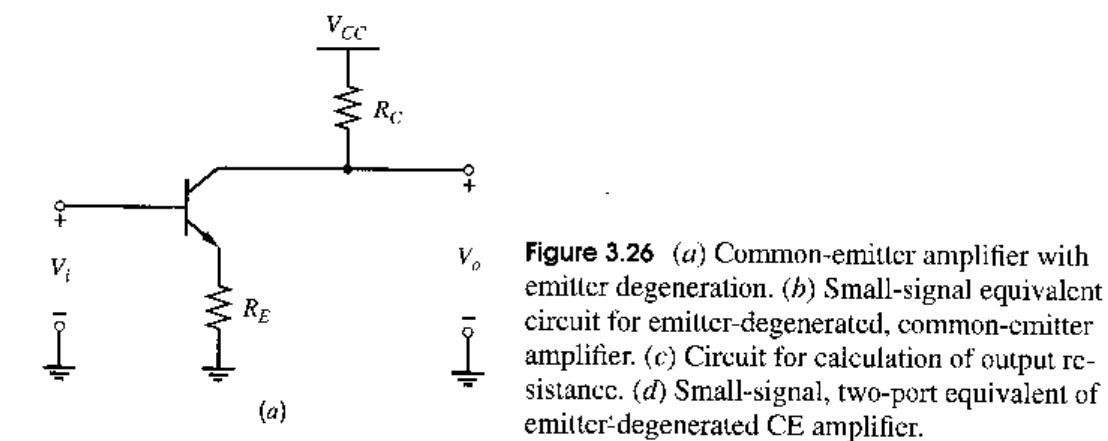 V_CC
R_C
+
+
V_i
V_o
R_E
−
−
(a)
Figure 3.26 (a) Common-emitter amplifier with
emitter degeneration. (b) Small-signal equivalent
circuit for emitter-degenerated, common-emitter
amplifier. (c) Circuit for calculation of output re-
sistance. (d) Small-signal, two-port equivalent of
emitter-degenerated CE amplifier.